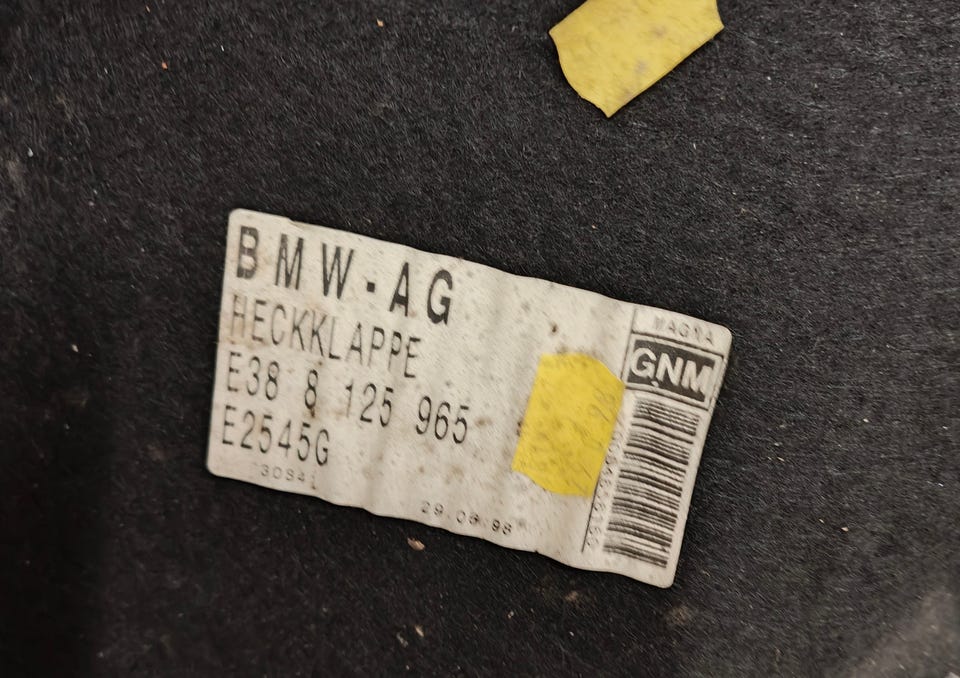 BMW-AG
HECKKLAPPE
E38 8 125 965
E2545G
29.06.98
MAGNA
GNM